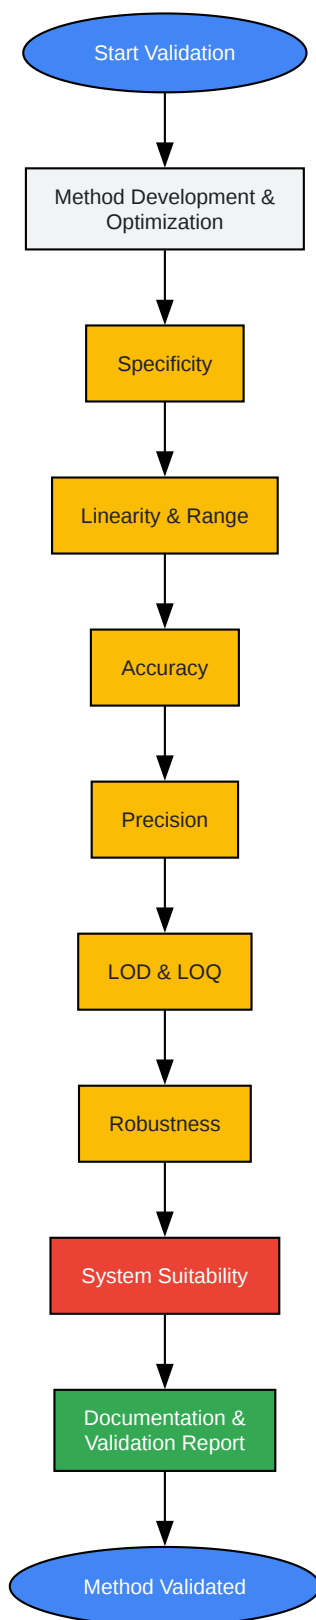 Start Validation
Method Development &
Optimization
Specificity
Linearity & Range
Accuracy
Precision
LOD & LOQ
Robustness
System Suitability
Documentation &
Validation Report
Method Validated